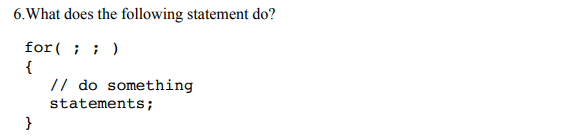 6.What does the following statement do?
for( ; ; )
{
// do something
statements;
}